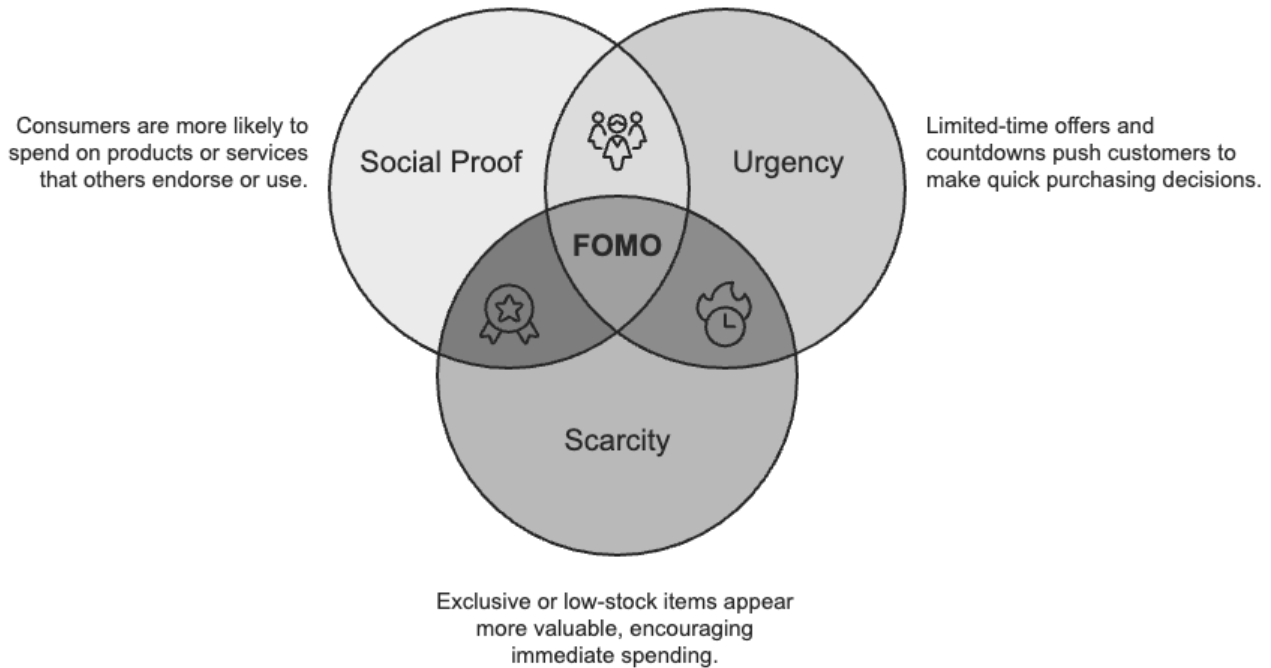 Consumers are more likely to
spend on products or services
that others endorse or use.
Social Proof
Urgency
Limited-time offers and
countdowns push customers to
make quick purchasing decisions.
FOMO
Scarcity
Exclusive or low-stock items appear
more valuable, encouraging
immediate spending.